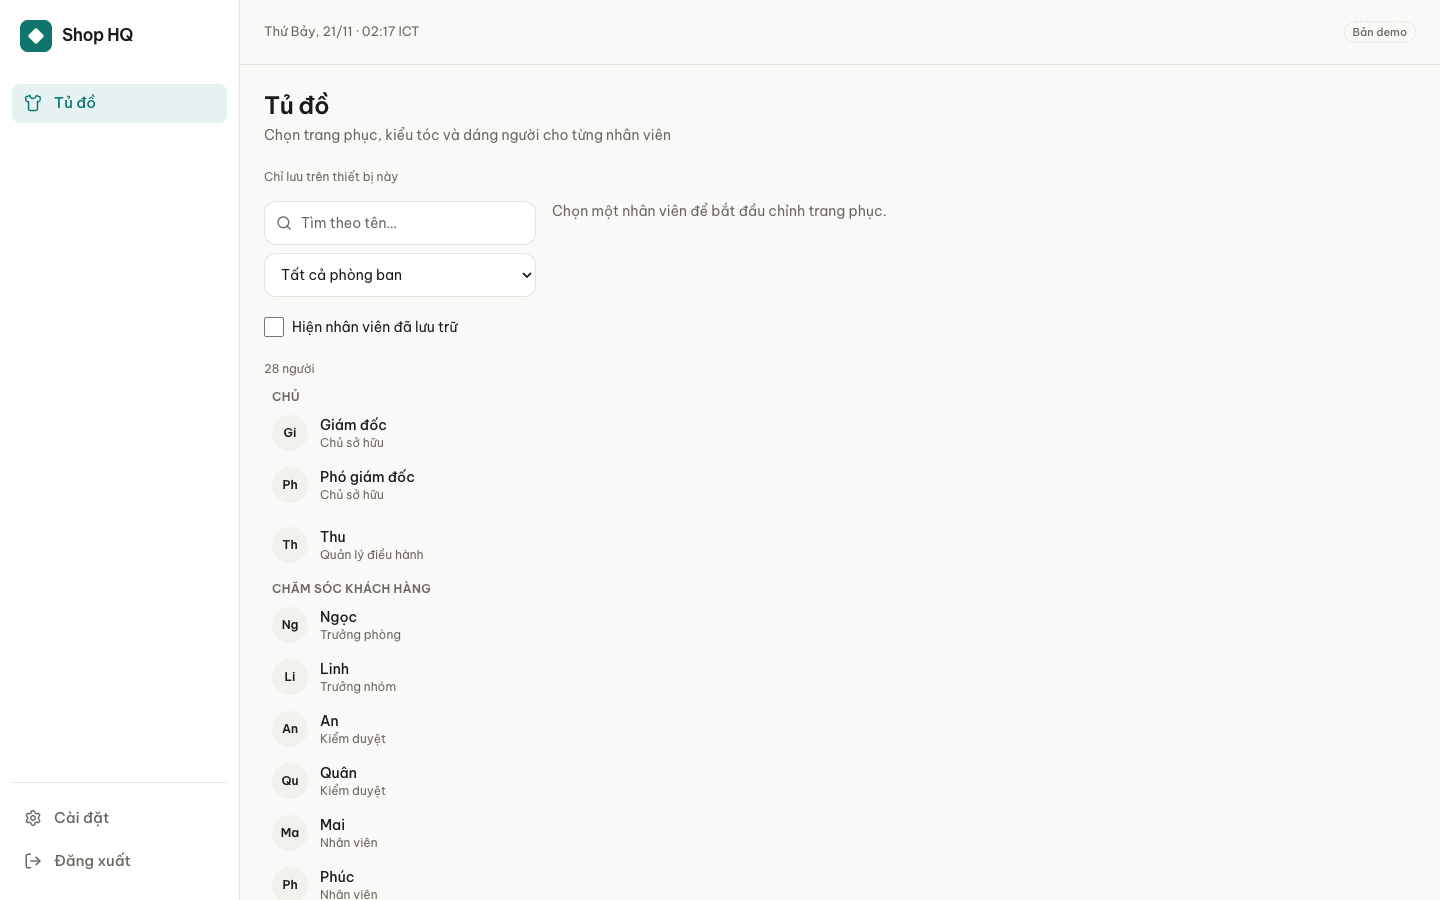 Shop HQ
Tủ đồ
Cài đặt
Đăng xuất
Thứ Bảy, 21/11 · 02:17 ICT
Bản demo
Tủ đồ
Chọn trang phục, kiểu tóc và dáng người cho từng nhân viên
Chỉ lưu trên thiết bị này
Tìm theo tên...
Tất cả phòng ban
Hiện nhân viên đã lưu trữ
28 người
CHỦ
Gi
Giám đốc
Chủ sở hữu
Ph
Phó giám đốc
Chủ sở hữu
Th
Thu
Quản lý điều hành
CHĂM SÓC KHÁCH HÀNG
Ng
Ngọc
Trưởng phòng
Li
Linh
Trưởng nhóm
An
An
Kiểm duyệt
Qu
Quân
Kiểm duyệt
Ma
Mai
Nhân viên
Ph
Phúc
Nhân viên
Chọn một nhân viên để bắt đầu chỉnh trang phục.